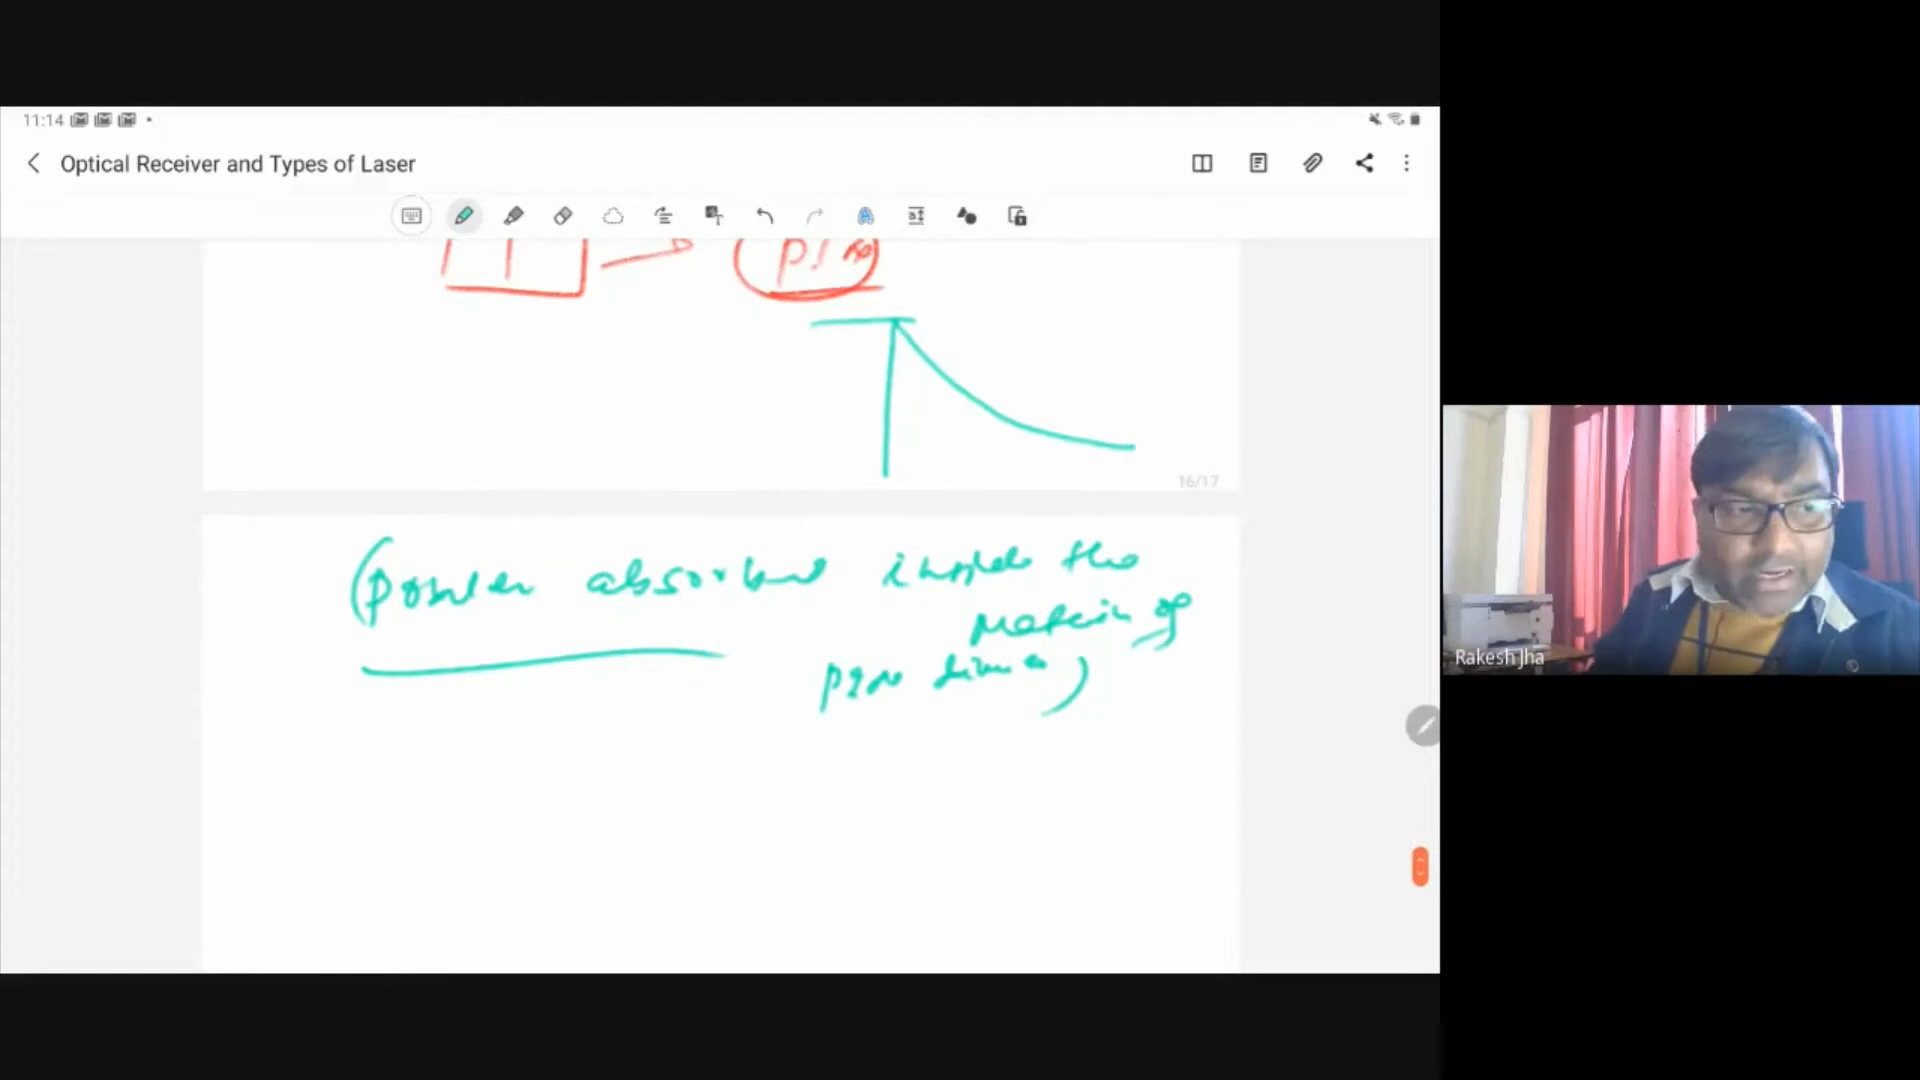 11:14
Optical Receiver and Types of Laser
PIN
16/17
(Power absorbed inside the
Material of
PIN diode)
Rakesh Jha